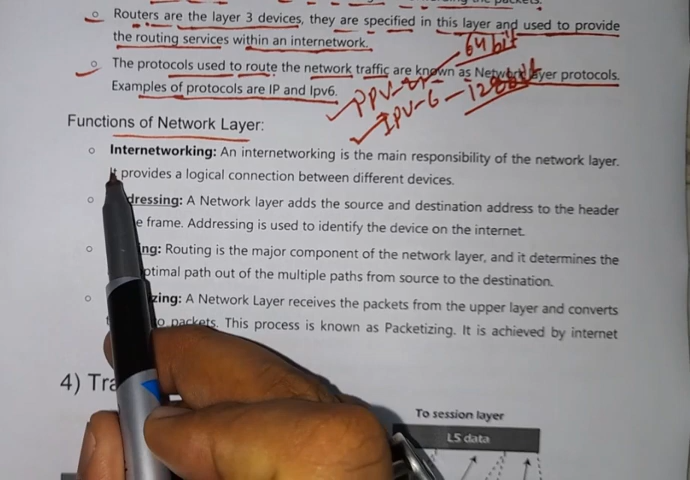 Routers are the layer 3 devices, they are specified in this layer and used to provide
the routing services within an internetwork.
The protocols used to route the network traffic are known as Network layer protocols.
Examples of protocols are IP and Ipv6.
64 bit
IPV-6 - 128bit
Functions of Network Layer:
Internetworking: An internetworking is the main responsibility of the network layer.
It provides a logical connection between different devices.
dressing: A Network layer adds the source and destination address to the header
e frame. Addressing is used to identify the device on the internet.
ing: Routing is the major component of the network layer, and it determines the
optimal path out of the multiple paths from source to the destination.
zing: A Network Layer receives the packets from the upper layer and converts
o packets. This process is known as Packetizing. It is achieved by internet
4) Tra
To session layer
L5 data